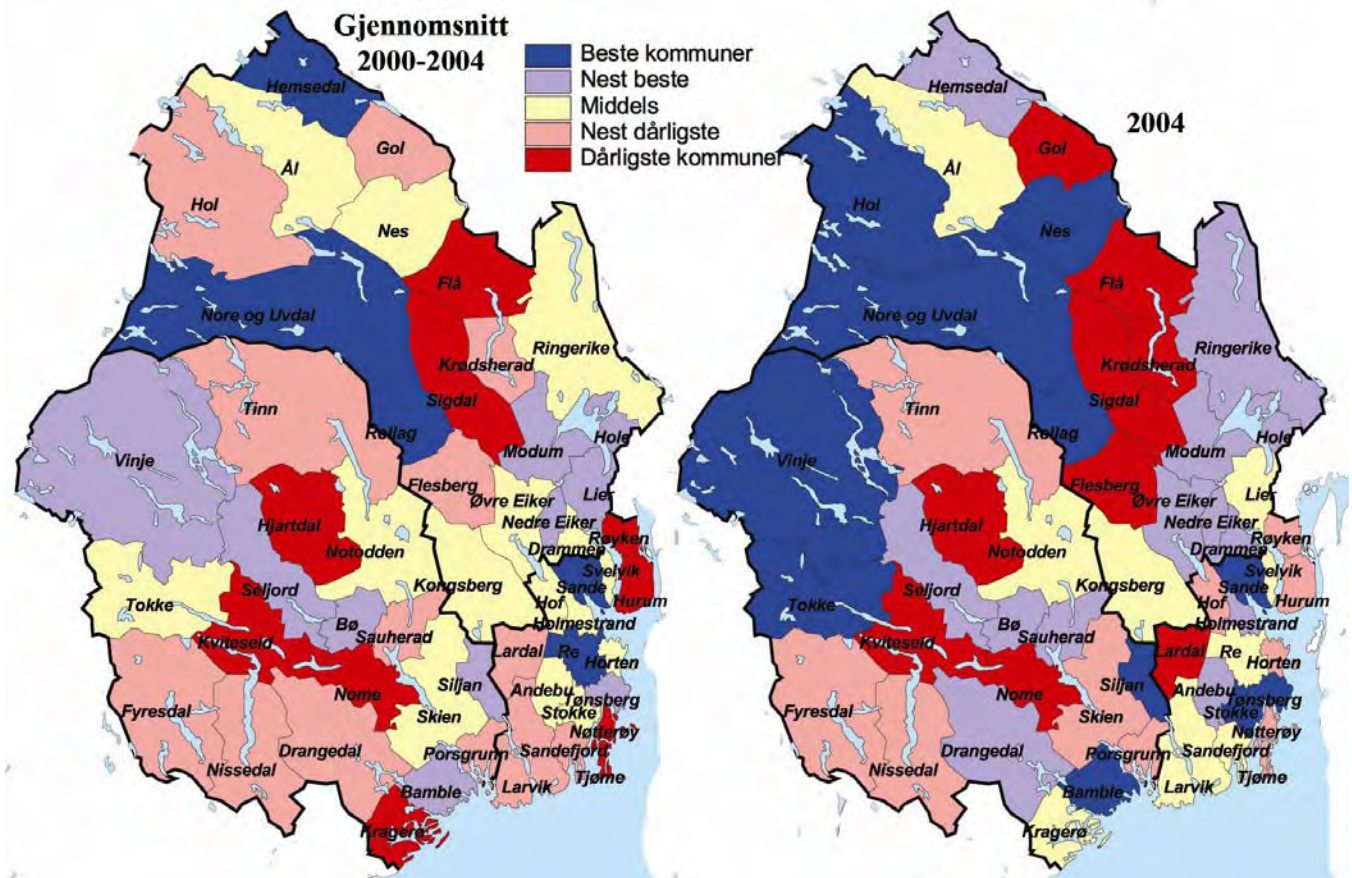 Gjennomsnitt
2000-2004
Beste kommuner
Nest beste
Middels
Nest dårligste
Dårligste kommuner
Hemsedal
Gol
Ål
Hol
Nes
Flå
Nore og Uvdal
Krødsherad
Ringerike
Tinn
Sigdal
Rollag
Hole
Modum
Vinje
Flesberg
Lier
Øvre Eiker
Hjartdal
Nedre Eiker
Røyken
Notodden
Drammen
Svelvik
Seljord
Kongsberg
Sande
Hurum
Tokke
Hof
Bø
Holmestrand
Kviteseid
Sauherad
Lardal
Re
Horten
Siljan
Nome
Andebu
Tønsberg
Fyresdal
Skien
Stokke
Nøtterøy
Drangedal
Porsgrunn
Sandefjord
Nissedal
Tjøme
Bamble
Larvik
Kragerø
2004
Hemsedal
Gol
Ål
Hol
Nes
Flå
Nore og Uvdal
Krødsherad
Ringerike
Tinn
Sigdal
Rollag
Hole
Modum
Vinje
Flesberg
Lier
Øvre Eiker
Hjartdal
Nedre Eiker
Røyken
Notodden
Drammen
Svelvik
Seljord
Kongsberg
Sande
Hurum
Tokke
Hof
Bø
Holmestrand
Kviteseid
Sauherad
Lardal
Re
Horten
Siljan
Nome
Andebu
Tønsberg
Fyresdal
Skien
Stokke
Nøtterøy
Drangedal
Porsgrunn
Sandefjord
Nissedal
Tjøme
Bamble
Larvik
Kragerø